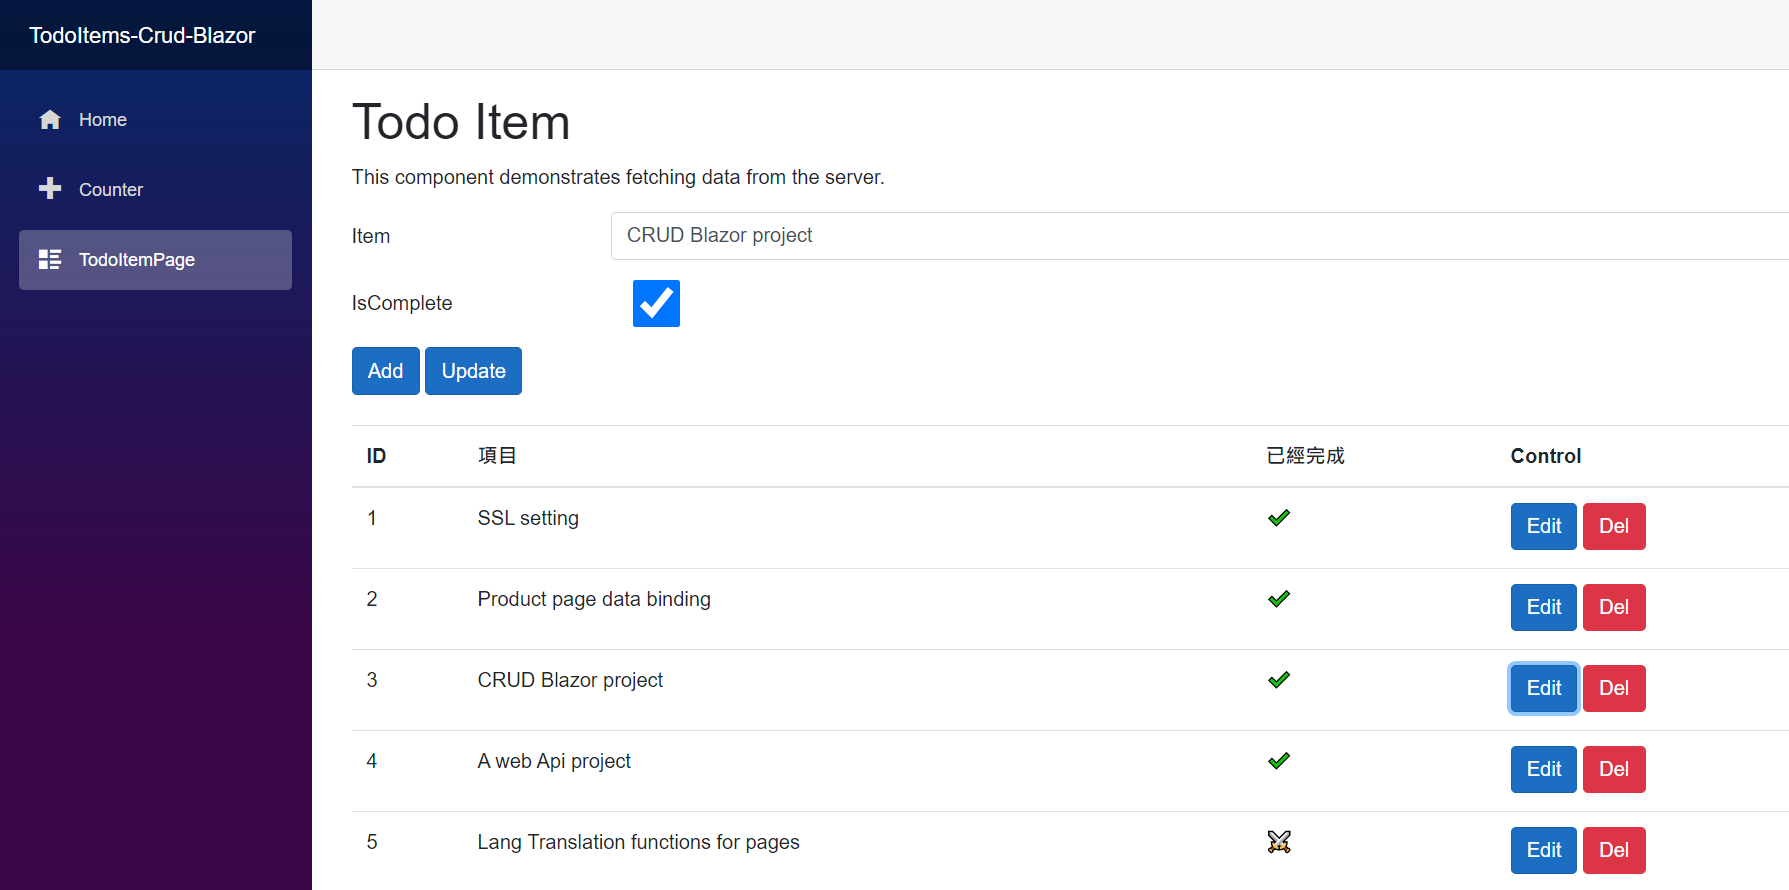 TodoItems-Crud-Blazor
Home
Counter
TodoItemPage
Todo Item
This component demonstrates fetching data from the server.
Item CRUD Blazor project
IsComplete
Add Update
ID 項目 已經完成 Control
1 SSL setting Edit Del
2 Product page data binding Edit Del
3 CRUD Blazor project Edit Del
4 A web Api project Edit Del
5 Lang Translation functions for pages Edit Del